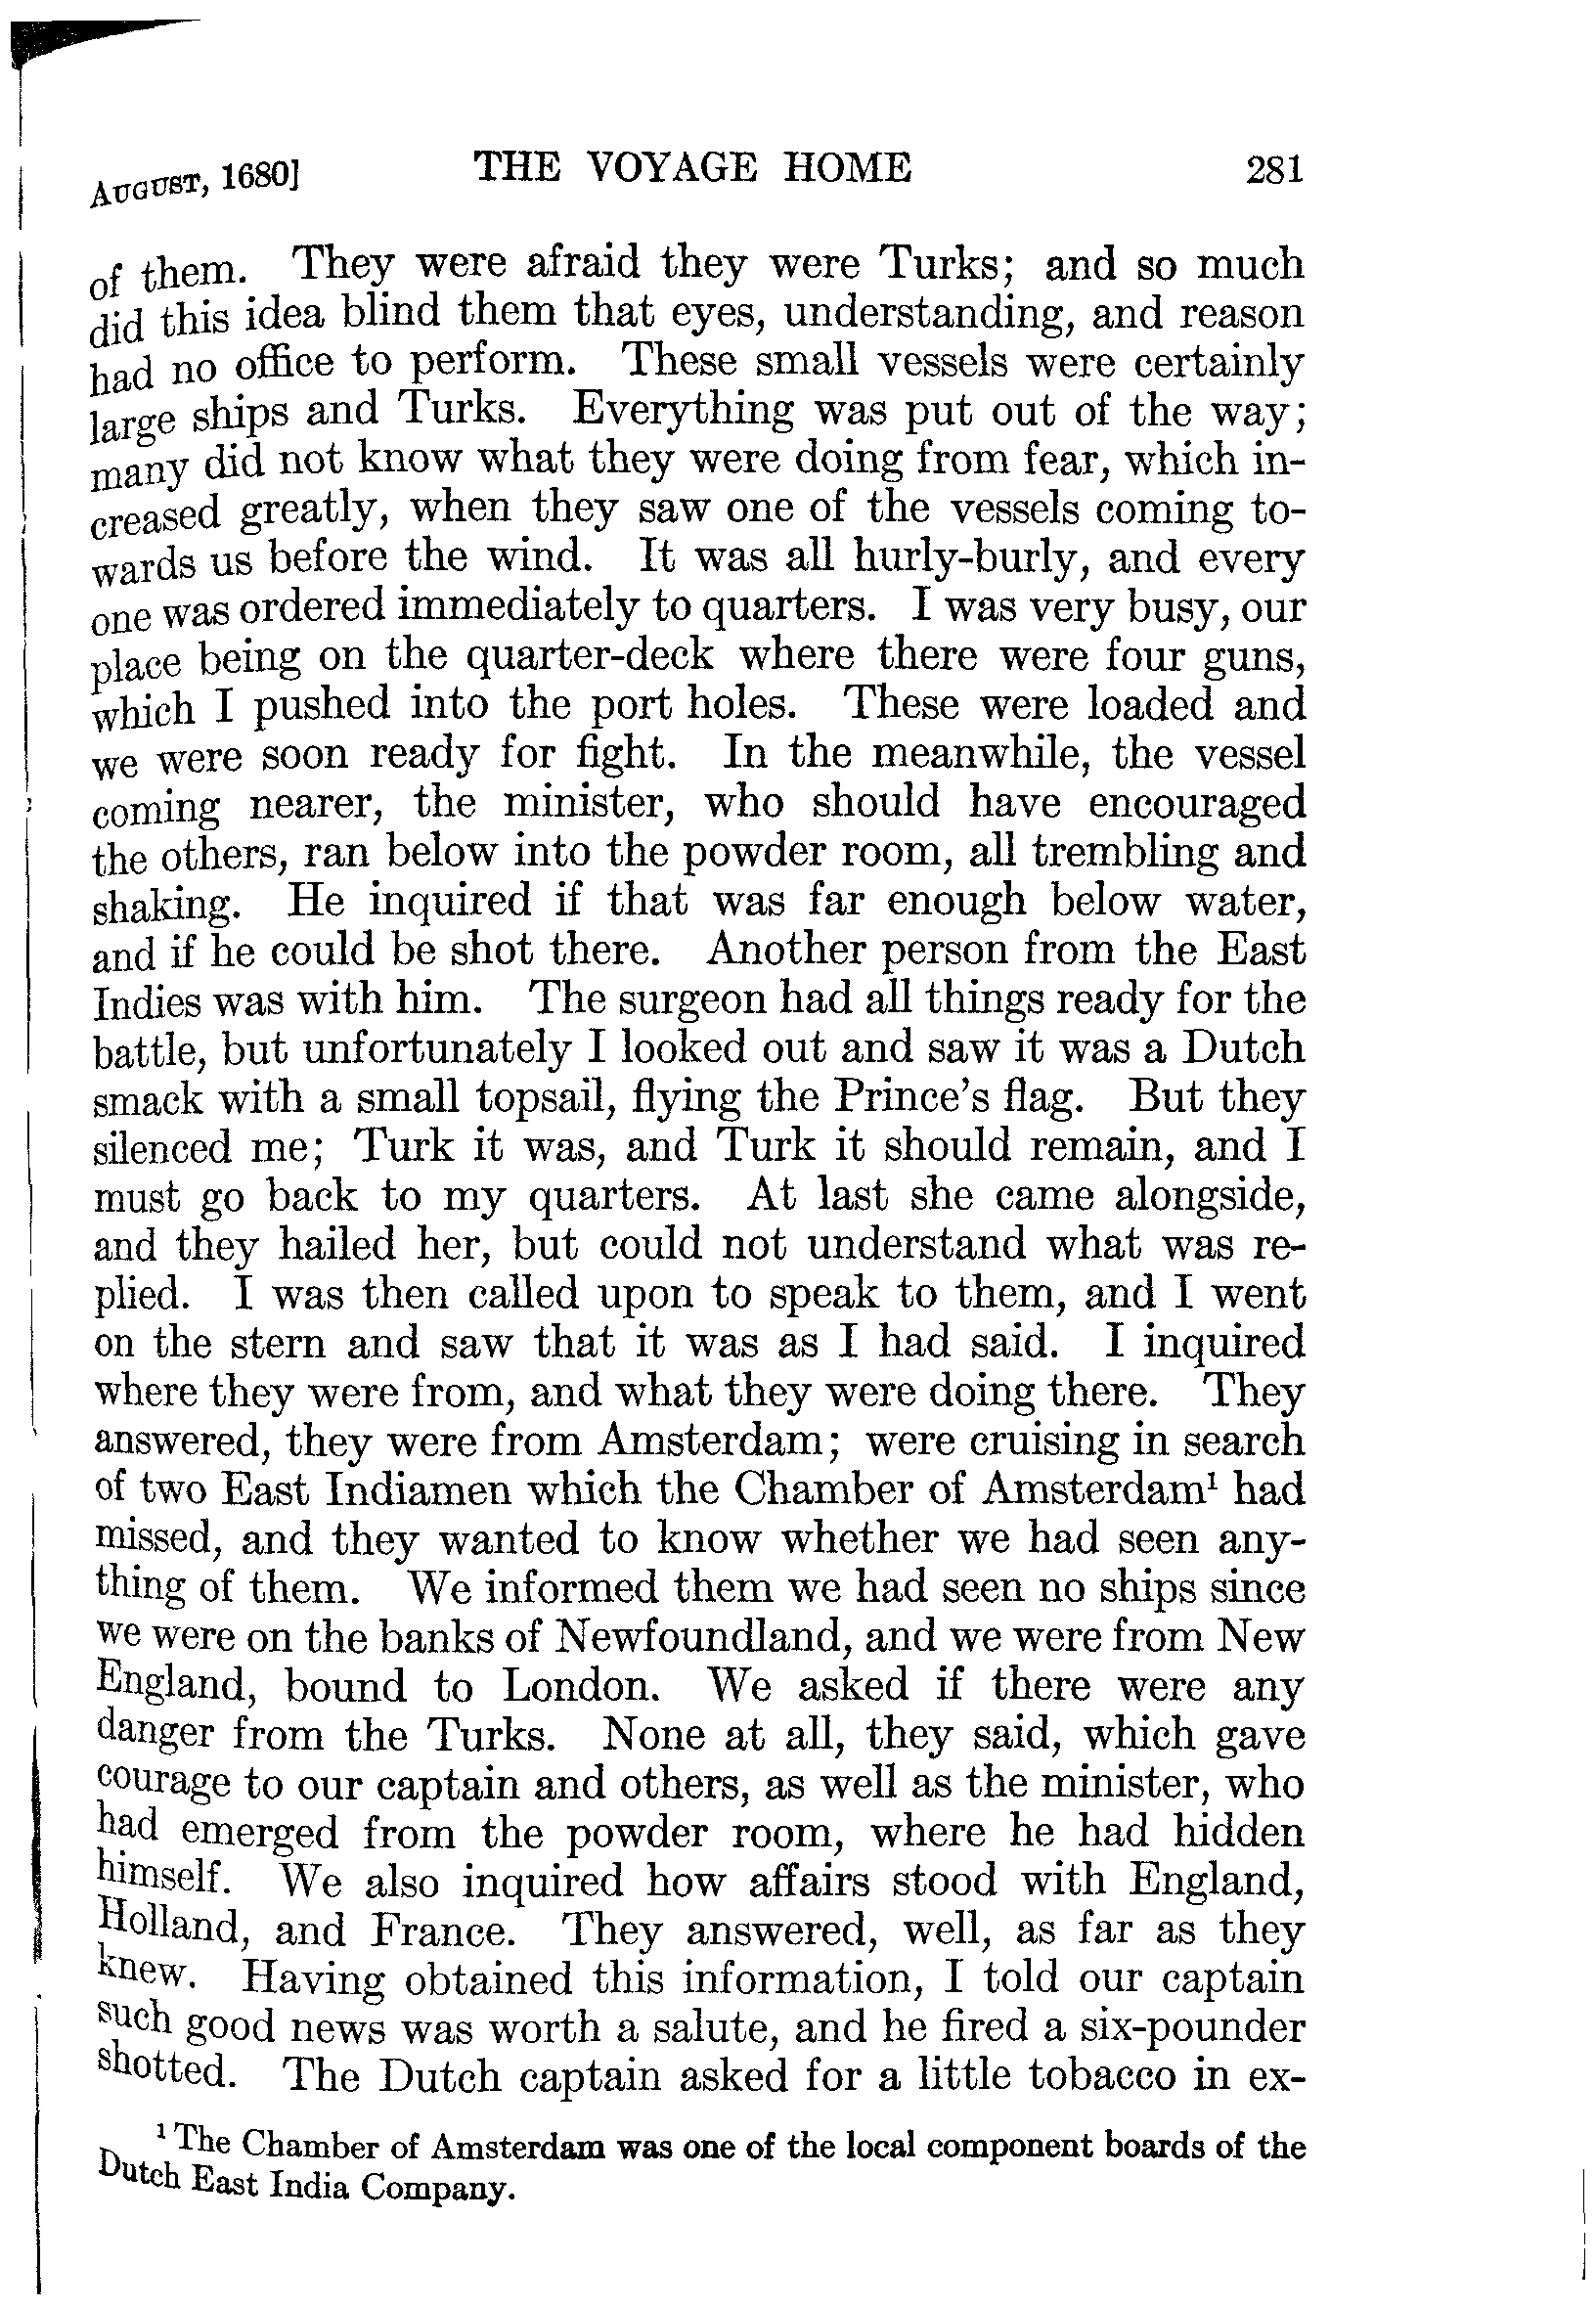 AUGUST, 1680] THE VOYAGE HOME 281
of them. They were afraid they were Turks; and so much
did this idea blind them that eyes, understanding, and reason
had no office to perform. These small vessels were certainly
large ships and Turks. Everything was put out of the way;
many did not know what they were doing from fear, which in-
creased greatly, when they saw one of the vessels coming to-
wards us before the wind. It was all hurly-burly, and every
one was ordered immediately to quarters. I was very busy, our
place being on the quarter-deck where there were four guns,
which I pushed into the port holes. These were loaded and
we were soon ready for fight. In the meanwhile, the vessel
coming nearer, the minister, who should have encouraged
the others, ran below into the powder room, all trembling and
shaking. He inquired if that was far enough below water,
and if he could be shot there. Another person from the East
Indies was with him. The surgeon had all things ready for the
battle, but unfortunately I looked out and saw it was a Dutch
smack with a small topsail, flying the Prince's flag. But they
silenced me; Turk it was, and Turk it should remain, and I
must go back to my quarters. At last she came alongside,
and they hailed her, but could not understand what was re-
plied. I was then called upon to speak to them, and I went
on the stern and saw that it was as I had said. I inquired
where they were from, and what they were doing there. They
answered, they were from Amsterdam; were cruising in search
of two East Indiamen which the Chamber of Amsterdam¹ had
missed, and they wanted to know whether we had seen any-
thing of them. We informed them we had seen no ships since
we were on the banks of Newfoundland, and we were from New
England, bound to London. We asked if there were any
danger from the Turks. None at all, they said, which gave
courage to our captain and others, as well as the minister, who
had emerged from the powder room, where he had hidden
himself. We also inquired how affairs stood with England,
Holland, and France. They answered, well, as far as they
knew. Having obtained this information, I told our captain
such good news was worth a salute, and he fired a six-pounder
shotted. The Dutch captain asked for a little tobacco in ex-
¹ The Chamber of Amsterdam was one of the local component boards of the
Dutch East India Company.